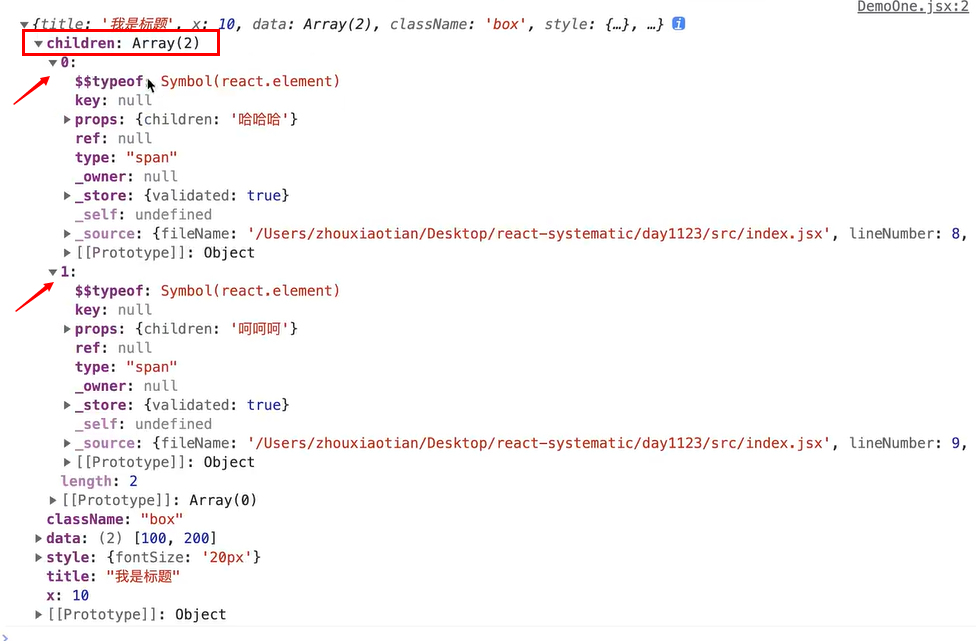 DemoOne.jsx:2
▼{title: '我是标题', x: 10, data: Array(2), className: 'box', style: {…}, …} i
▼children: Array(2)
▼0:
$$typeof: Symbol(react.element)
key: null
▶props: {children: '哈哈哈'}
ref: null
type: "span"
_owner: null
▶_store: {validated: true}
_self: undefined
▶_source: {fileName: '/Users/zhouxiaotian/Desktop/react-systematic/day1123/src/index.jsx', lineNumber: 8,
▶[[Prototype]]: Object
▼1:
$$typeof: Symbol(react.element)
key: null
▶props: {children: '呵呵呵'}
ref: null
type: "span"
_owner: null
▶_store: {validated: true}
_self: undefined
▶_source: {fileName: '/Users/zhouxiaotian/Desktop/react-systematic/day1123/src/index.jsx', lineNumber: 9,
▶[[Prototype]]: Object
length: 2
▶[[Prototype]]: Array(0)
className: "box"
▶data: (2) [100, 200]
▶style: {fontSize: '20px'}
title: "我是标题"
x: 10
▶[[Prototype]]: Object